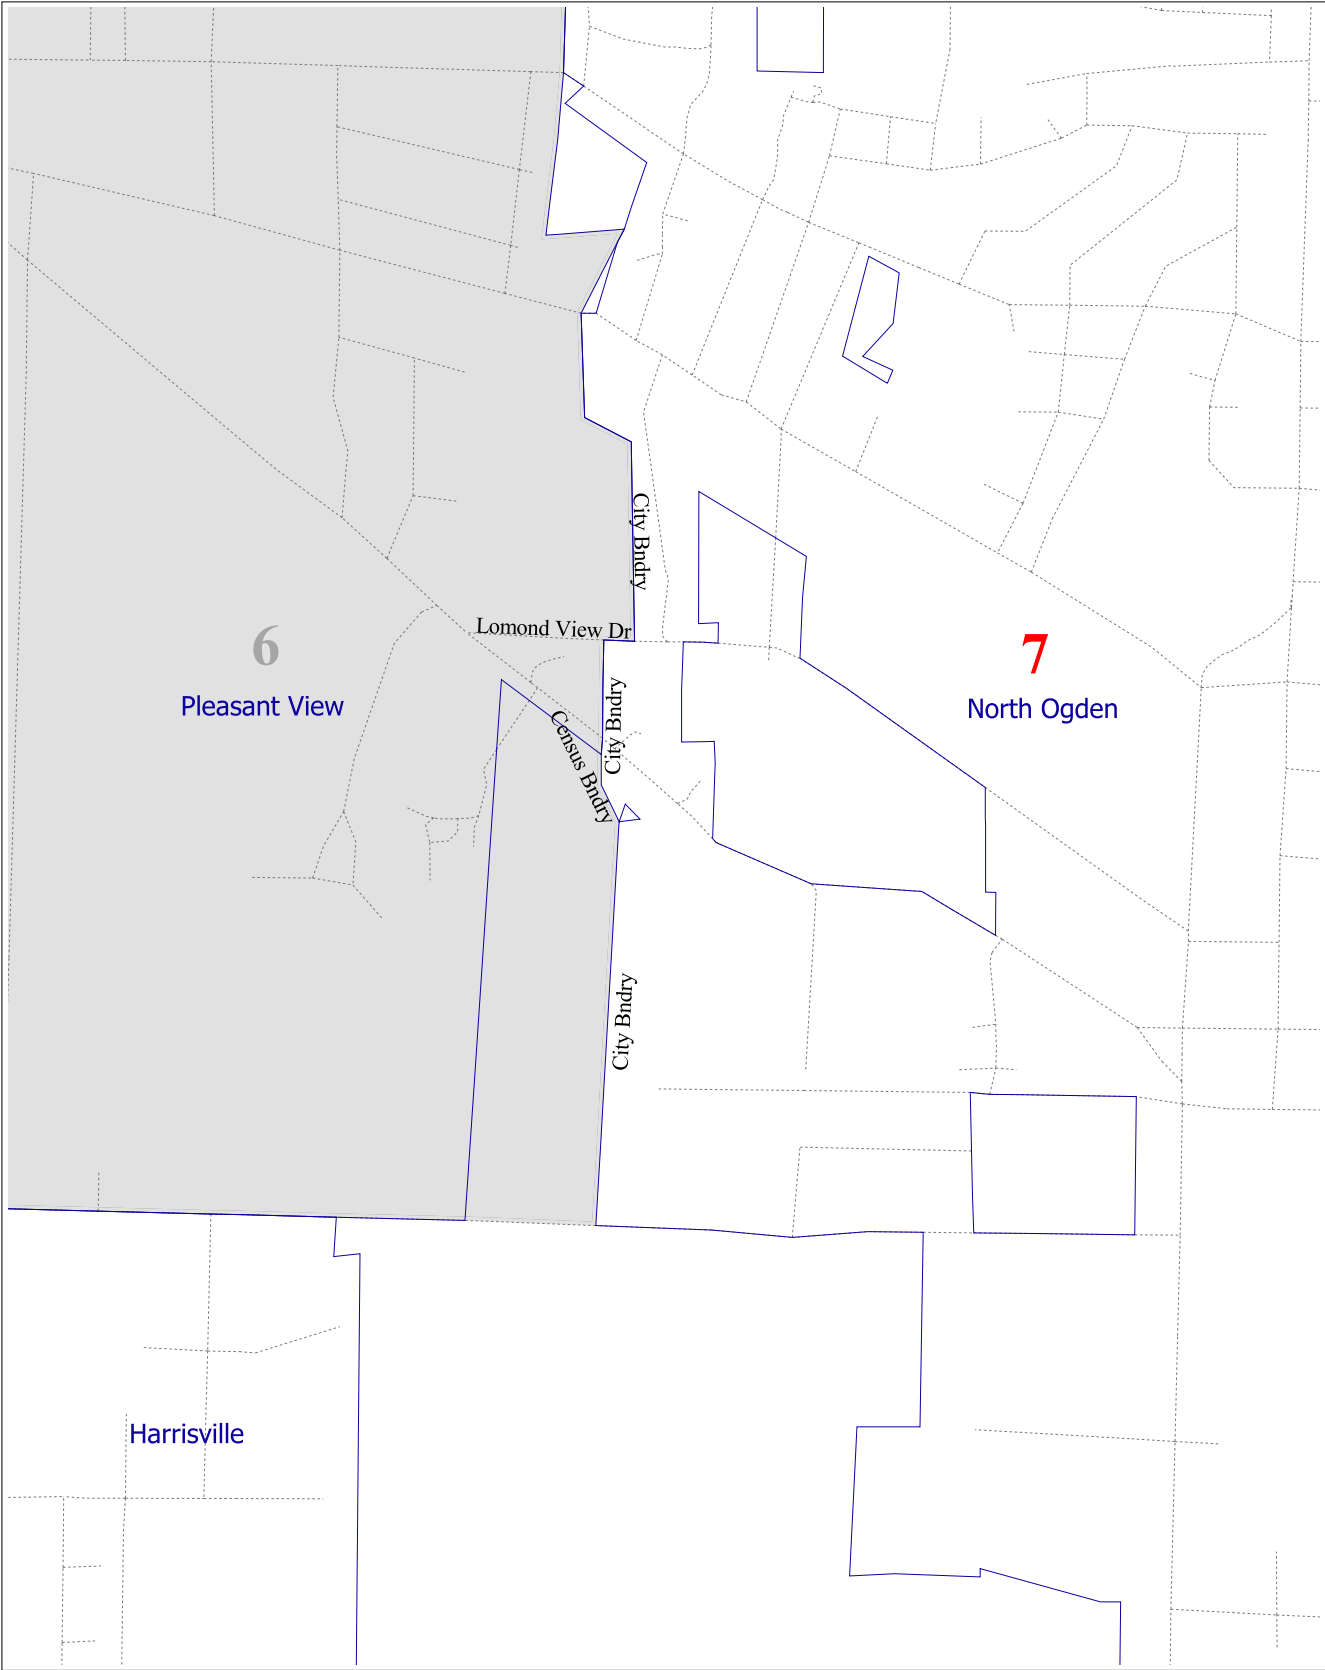 City Bndry
Lomond View Dr
6
7
Pleasant View
North Ogden
City Bndry
Census Bndry
City Bndry
Harrisville